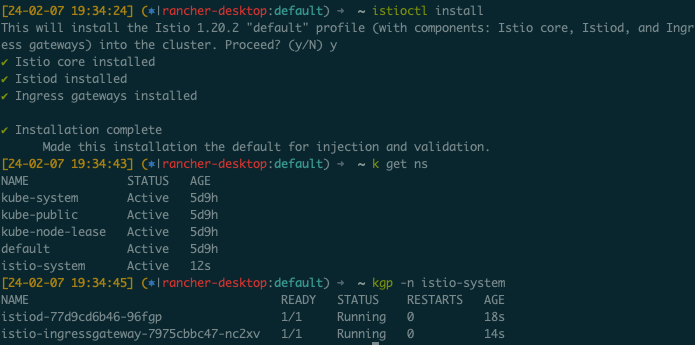 [24-02-07 19:34:24] (⎈|rancher-desktop:default) ➜  ~ istioctl install
This will install the Istio 1.20.2 "default" profile (with components: Istio core, Istiod, and Ingr
ess gateways) into the cluster. Proceed? (y/N) y
✔ Istio core installed
✔ Istiod installed
✔ Ingress gateways installed

✔ Installation complete
      Made this installation the default for injection and validation.
[24-02-07 19:34:43] (⎈|rancher-desktop:default) ➜  ~ k get ns
NAME              STATUS   AGE
kube-system       Active   5d9h
kube-public       Active   5d9h
kube-node-lease   Active   5d9h
default           Active   5d9h
istio-system      Active   12s
[24-02-07 19:34:45] (⎈|rancher-desktop:default) ➜  ~ kgp -n istio-system
NAME                                    READY   STATUS    RESTARTS   AGE
istiod-77d9cd6b46-96fgp                 1/1     Running   0          18s
istio-ingressgateway-7975cbbc47-nc2xv   1/1     Running   0          14s